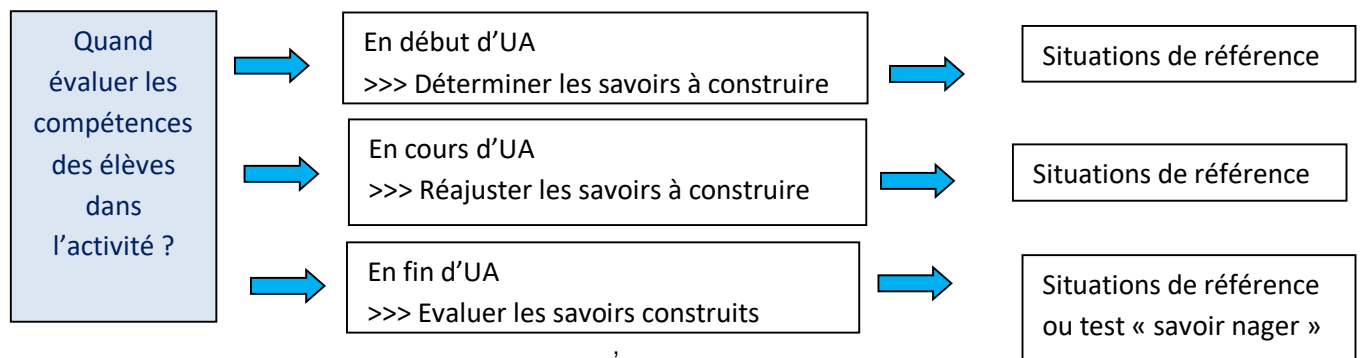 Quand
évaluer les
compétences
des élèves
dans
l’activité ?
En début d’UA
>>> Déterminer les savoirs à construire
Situations de référence
En cours d’UA
>>> Réajuster les savoirs à construire
Situations de référence
En fin d’UA
>>> Evaluer les savoirs construits
Situations de référence
ou test « savoir nager »
,